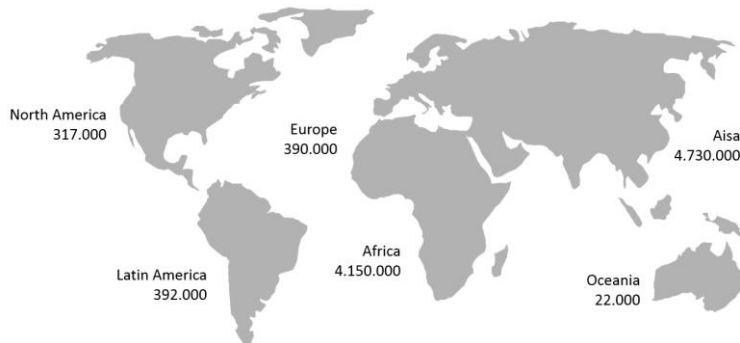 North America
317.000
Europe
390.000
Aisa
4.730.000
Latin America
392.000
Africa
4.150.000
Oceania
22.000